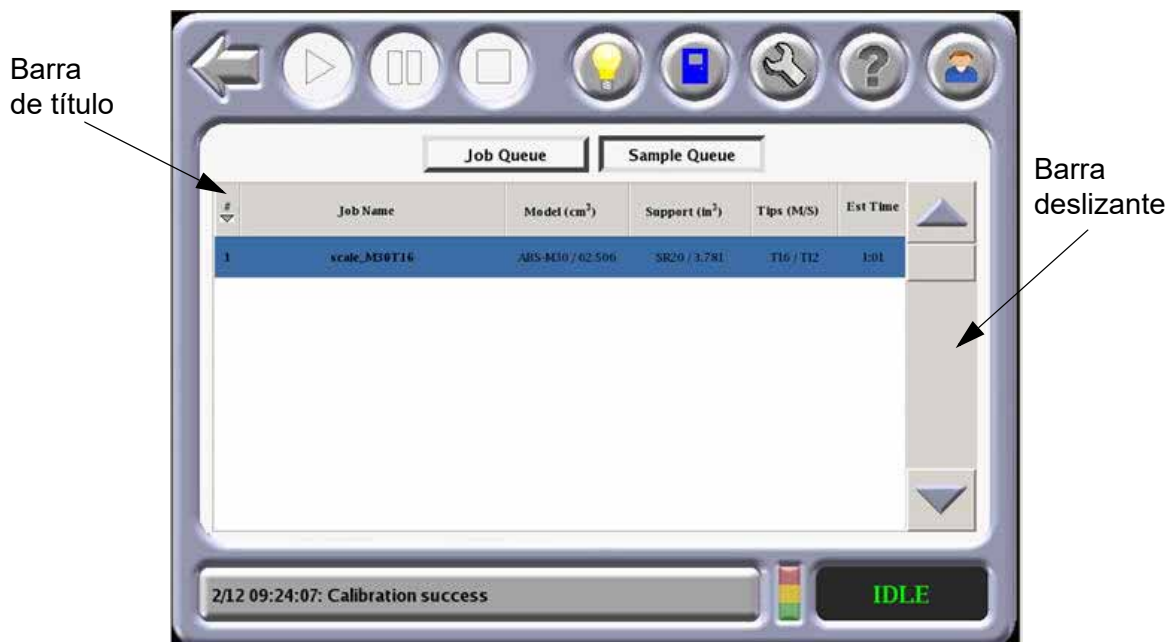 Barra
de título
Job Queue
Sample Queue
Barra
deslizante
# Job Name Model (cm³) Support (in³) Tips (M/S) Est Time
1 scale_M30T16 ABS-M30 / 62.506 SR20 / 3.781 T16 / T12 1:01
2/12 09:24:07: Calibration success
IDLE